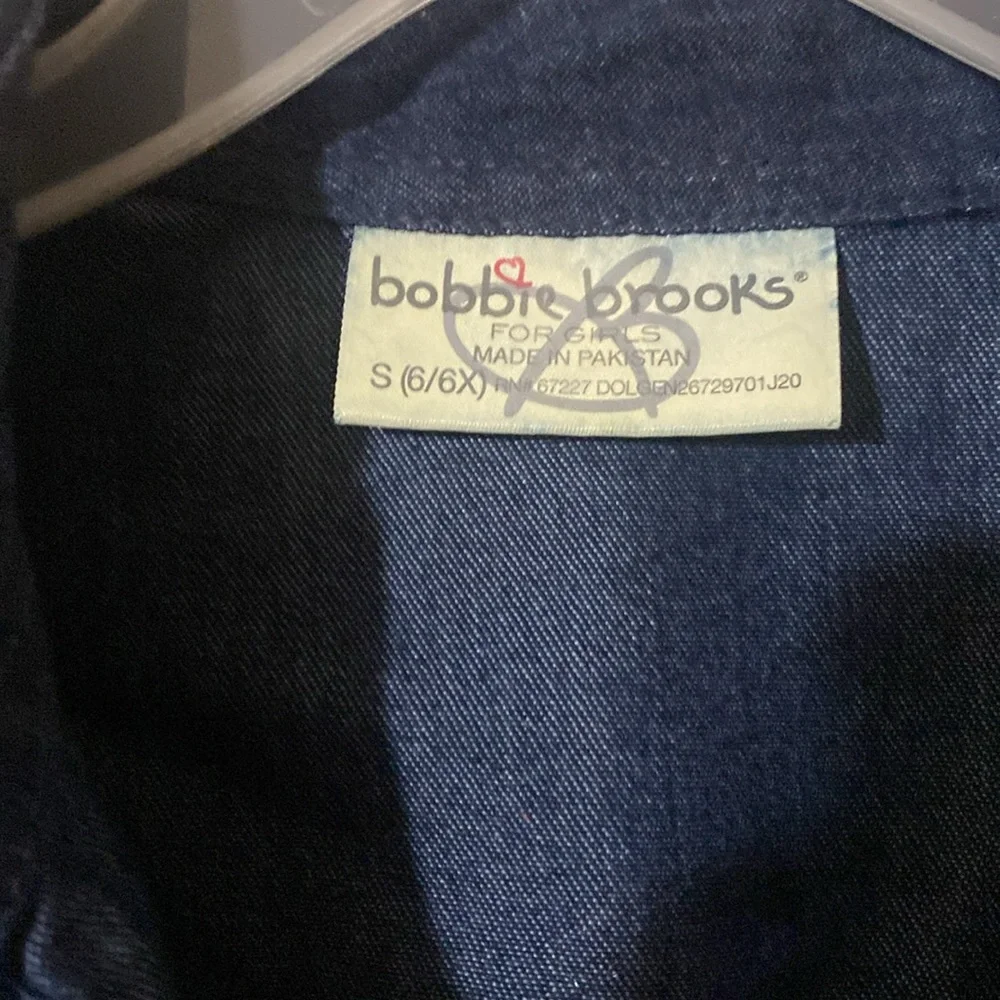 bobbie brooks®
FOR GIRLS
MADE IN PAKISTAN
S (6/6X) RN# 67227 DOLGEN26729701J20